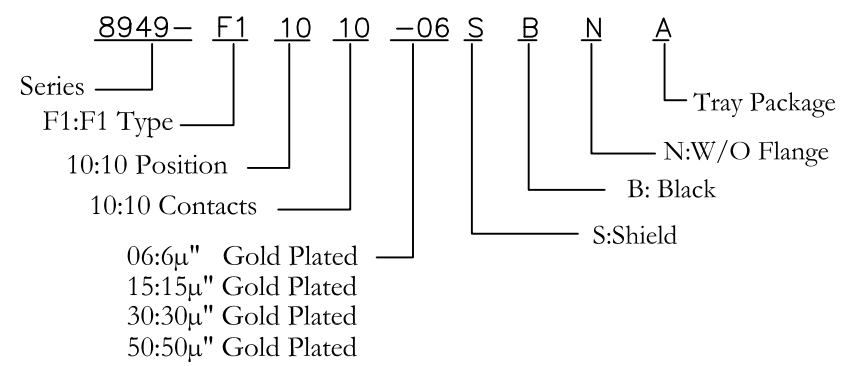 8949- F1 10 10 -06 S B N A
Series
Tray Package
F1:F1 Type
N:W/O Flange
10:10 Position
B: Black
10:10 Contacts
S:Shield
06:6µ" Gold Plated
15:15µ" Gold Plated
30:30µ" Gold Plated
50:50µ" Gold Plated